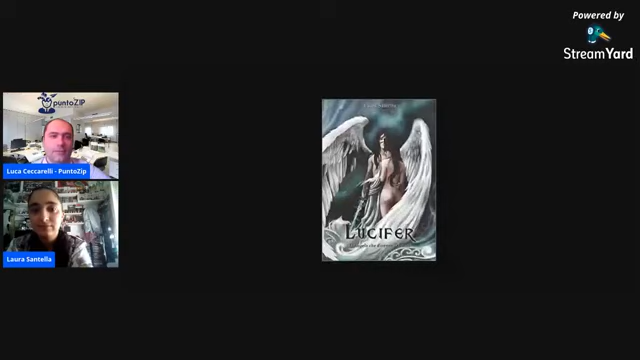 Powered by
StreamYard
puntoZIP
Luca Ceccarelli - PuntoZip
Laura Santella
LUCIFER